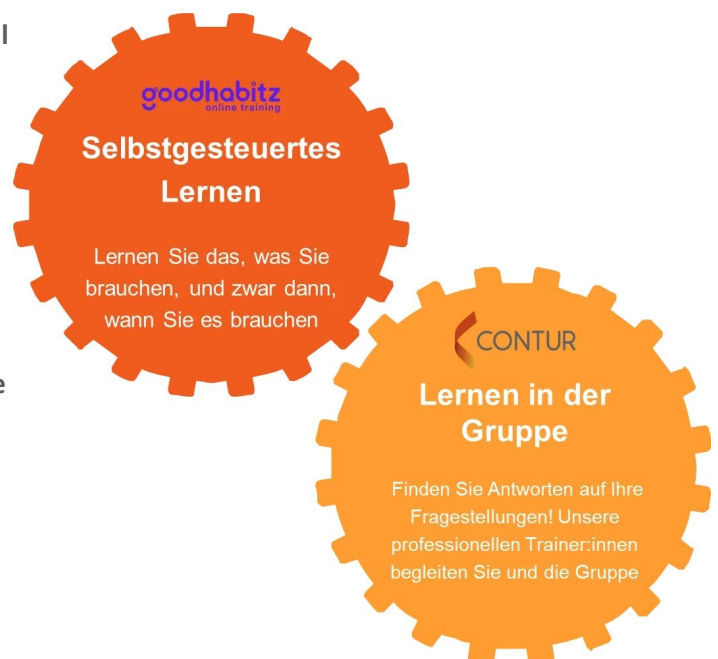 l
goodhabitz
online training
Selbstgesteuertes
Lernen
Lernen Sie das, was Sie
brauchen, und zwar dann,
wann Sie es brauchen
e
CONTUR
Lernen in der
Gruppe
Finden Sie Antworten auf Ihre
Fragestellungen! Unsere
professionellen Trainer:innen
begleiten Sie und die Gruppe